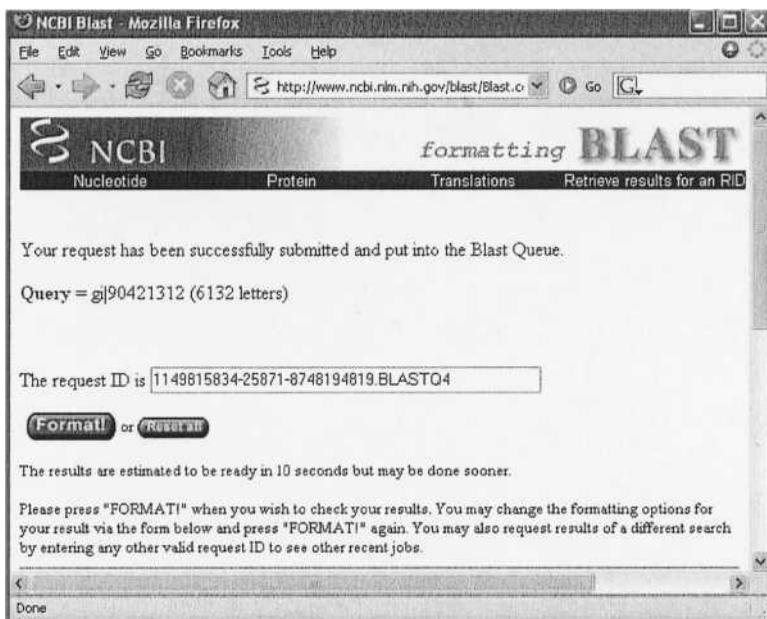 NCBI Blast - Mozilla Firefox
File Edit View Go Bookmarks Tools Help
http://www.ncbi.nlm.nih.gov/blast/Blast.c Go G
NCBI formatting BLAST
Nucleotide Protein Translations Retrieve results for an RID
Your request has been successfully submitted and put into the Blast Queue.
Query = gi|90421312 (6132 letters)
The request ID is 1149815834-25871-8748194819.BLASTQ4
Format! or Reset all
The results are estimated to be ready in 10 seconds but may be done sooner.
Please press "FORMAT!" when you wish to check your results. You may change the formatting options for
your result via the form below and press "FORMAT!" again. You may also request results of a different search
by entering any other valid request ID to see other recent jobs.
Done